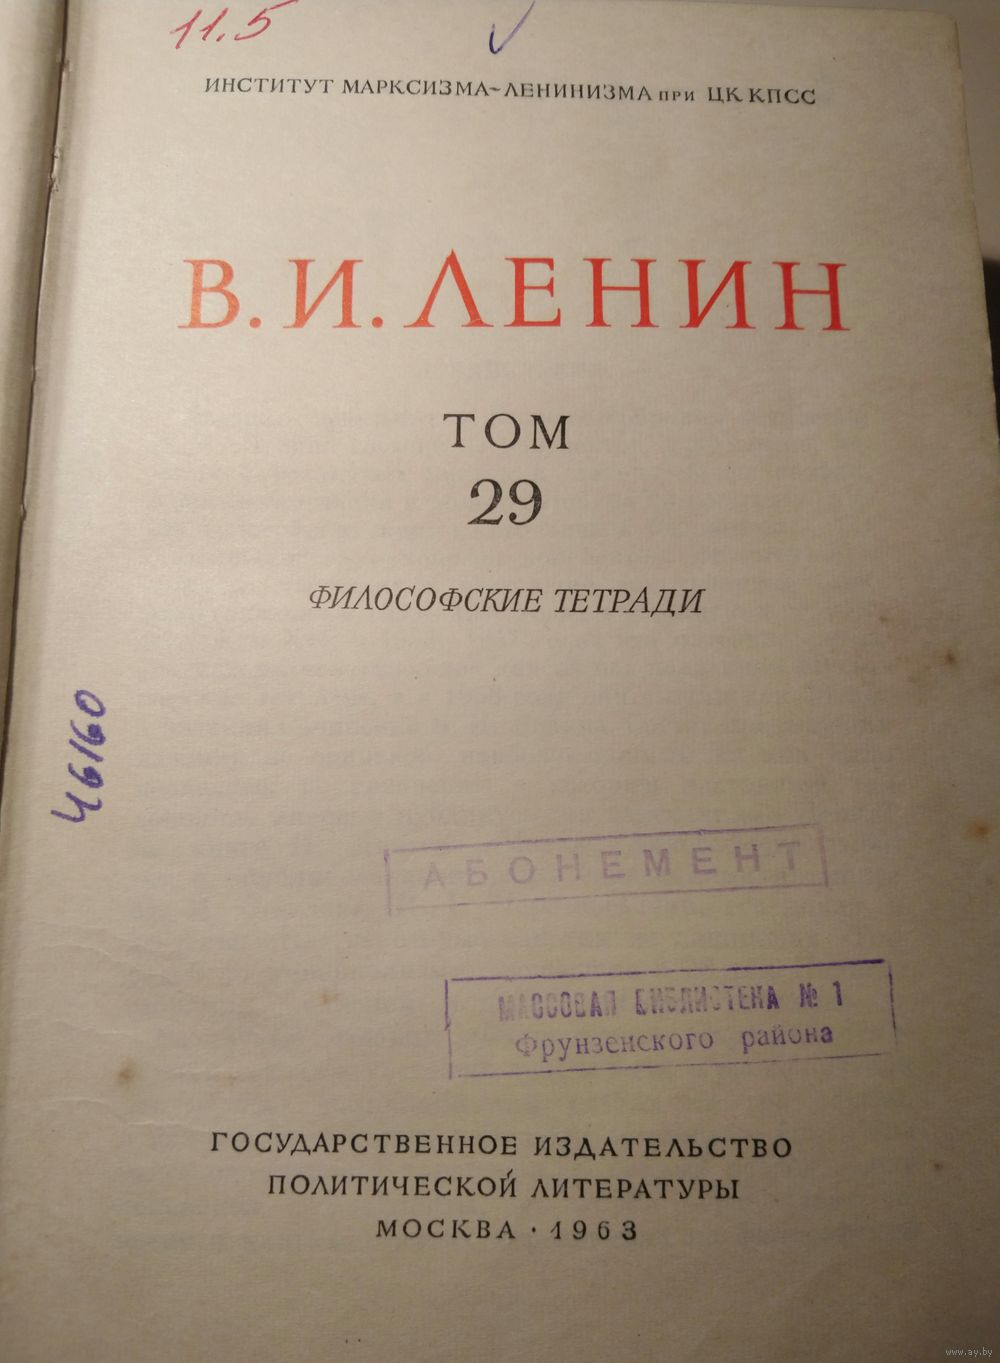 11.5
ИНСТИТУТ МАРКСИЗМА-ЛЕНИНИЗМА ПРИ ЦК КПСС
В. И. ЛЕНИН
ТОМ
29
ФИЛОСОФСКИЕ ТЕТРАДИ
46160
АБОНЕМЕНТ
МАССОВАЯ БИБЛИОТЕКА № 1
Фрунзенского района
ГОСУДАРСТВЕННОЕ ИЗДАТЕЛЬСТВО
ПОЛИТИЧЕСКОЙ ЛИТЕРАТУРЫ
МОСКВА · 1963
www.ay.by